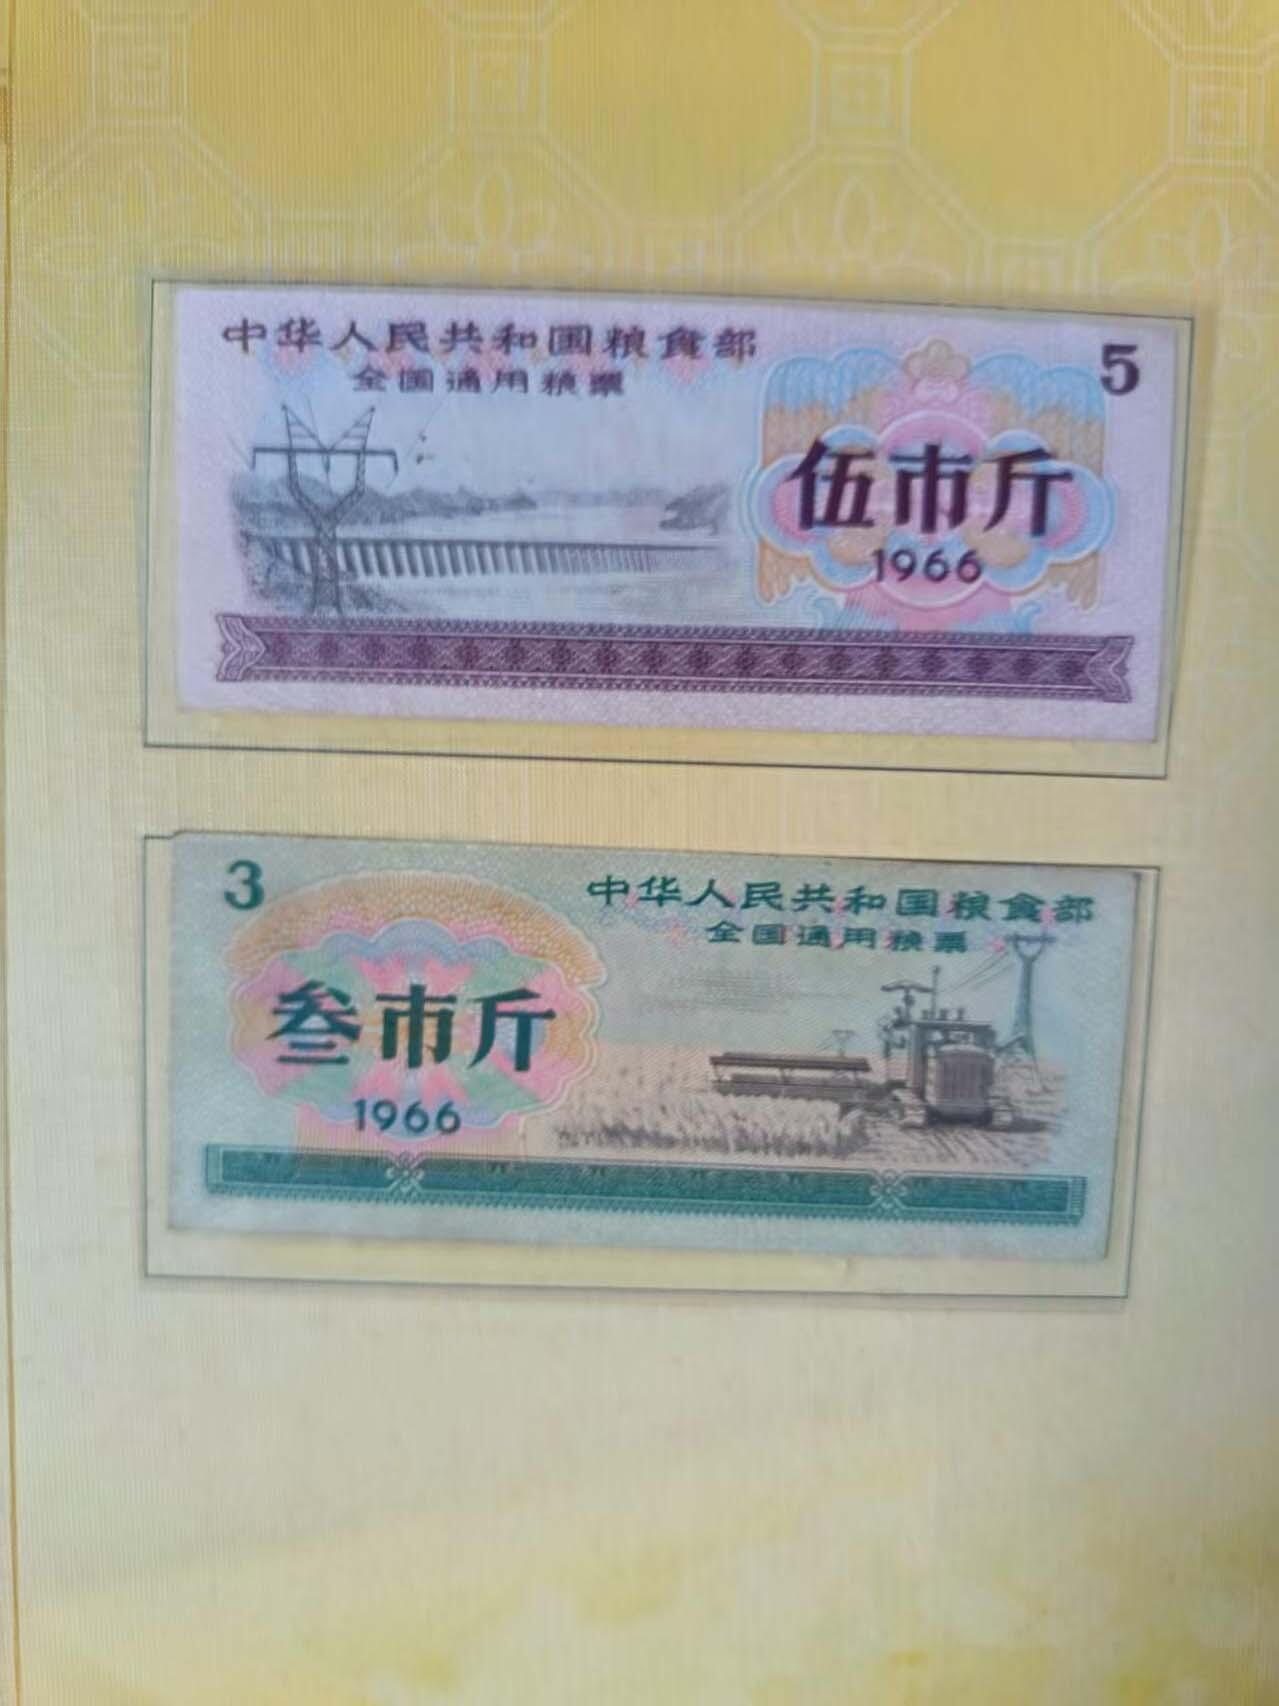 中华人民共和国粮食部
全国通用粮票
5
伍市斤
1966
3
中华人民共和国粮食部
全国通用粮票
叁市斤
1966